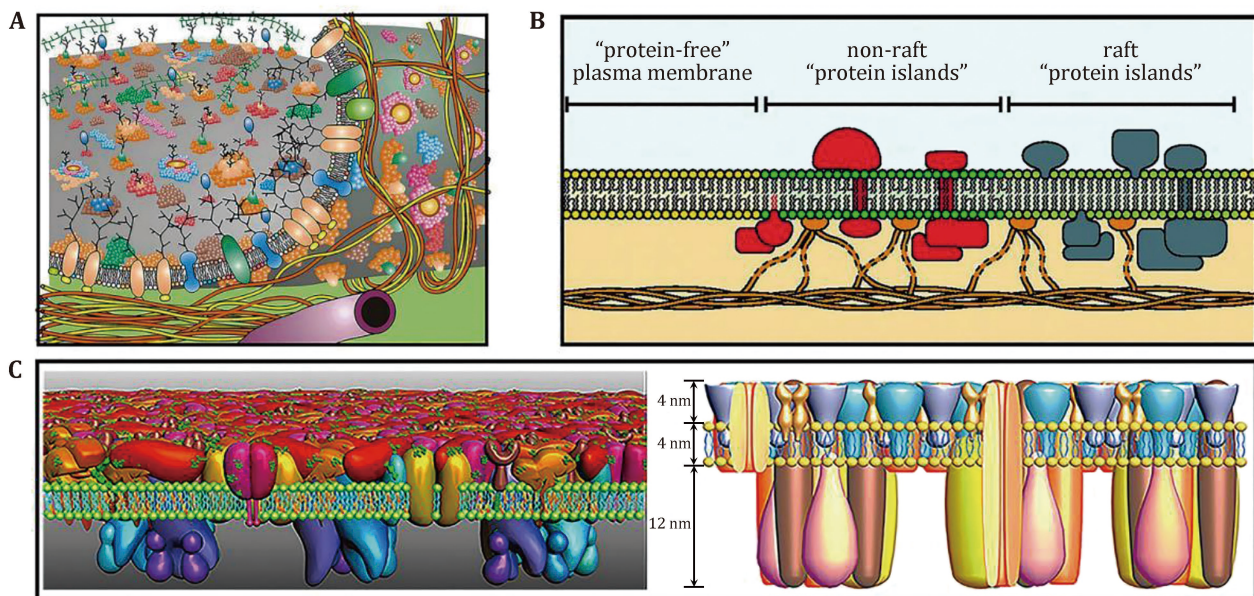 A
B
“protein-free”
plasma membrane
non-raft
“protein islands”
raft
“protein islands”
C
4 nm
4 nm
12 nm